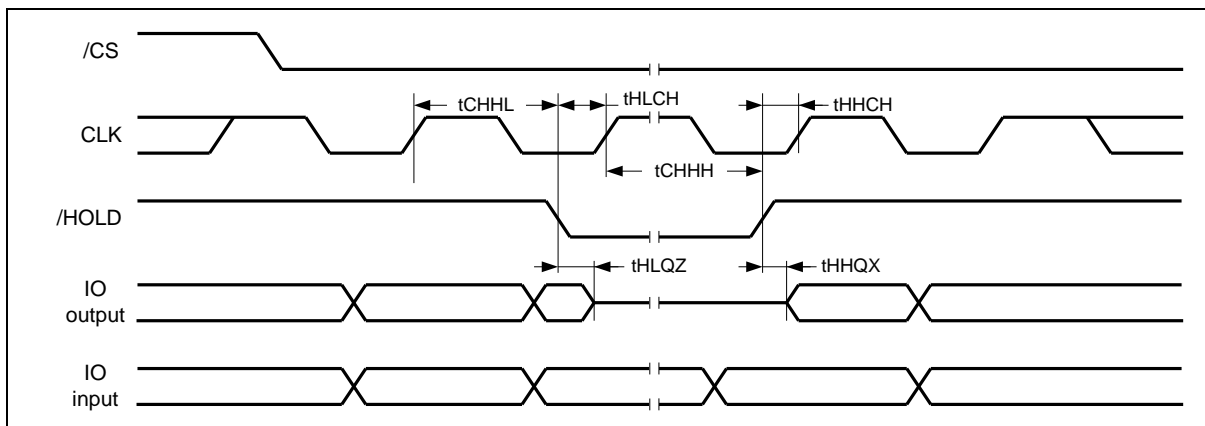 /CS
tCHHL
tHLCH
tHHCH
CLK
tCHHH
/HOLD
tHLQZ
tHHQX
IO
output
IO
input